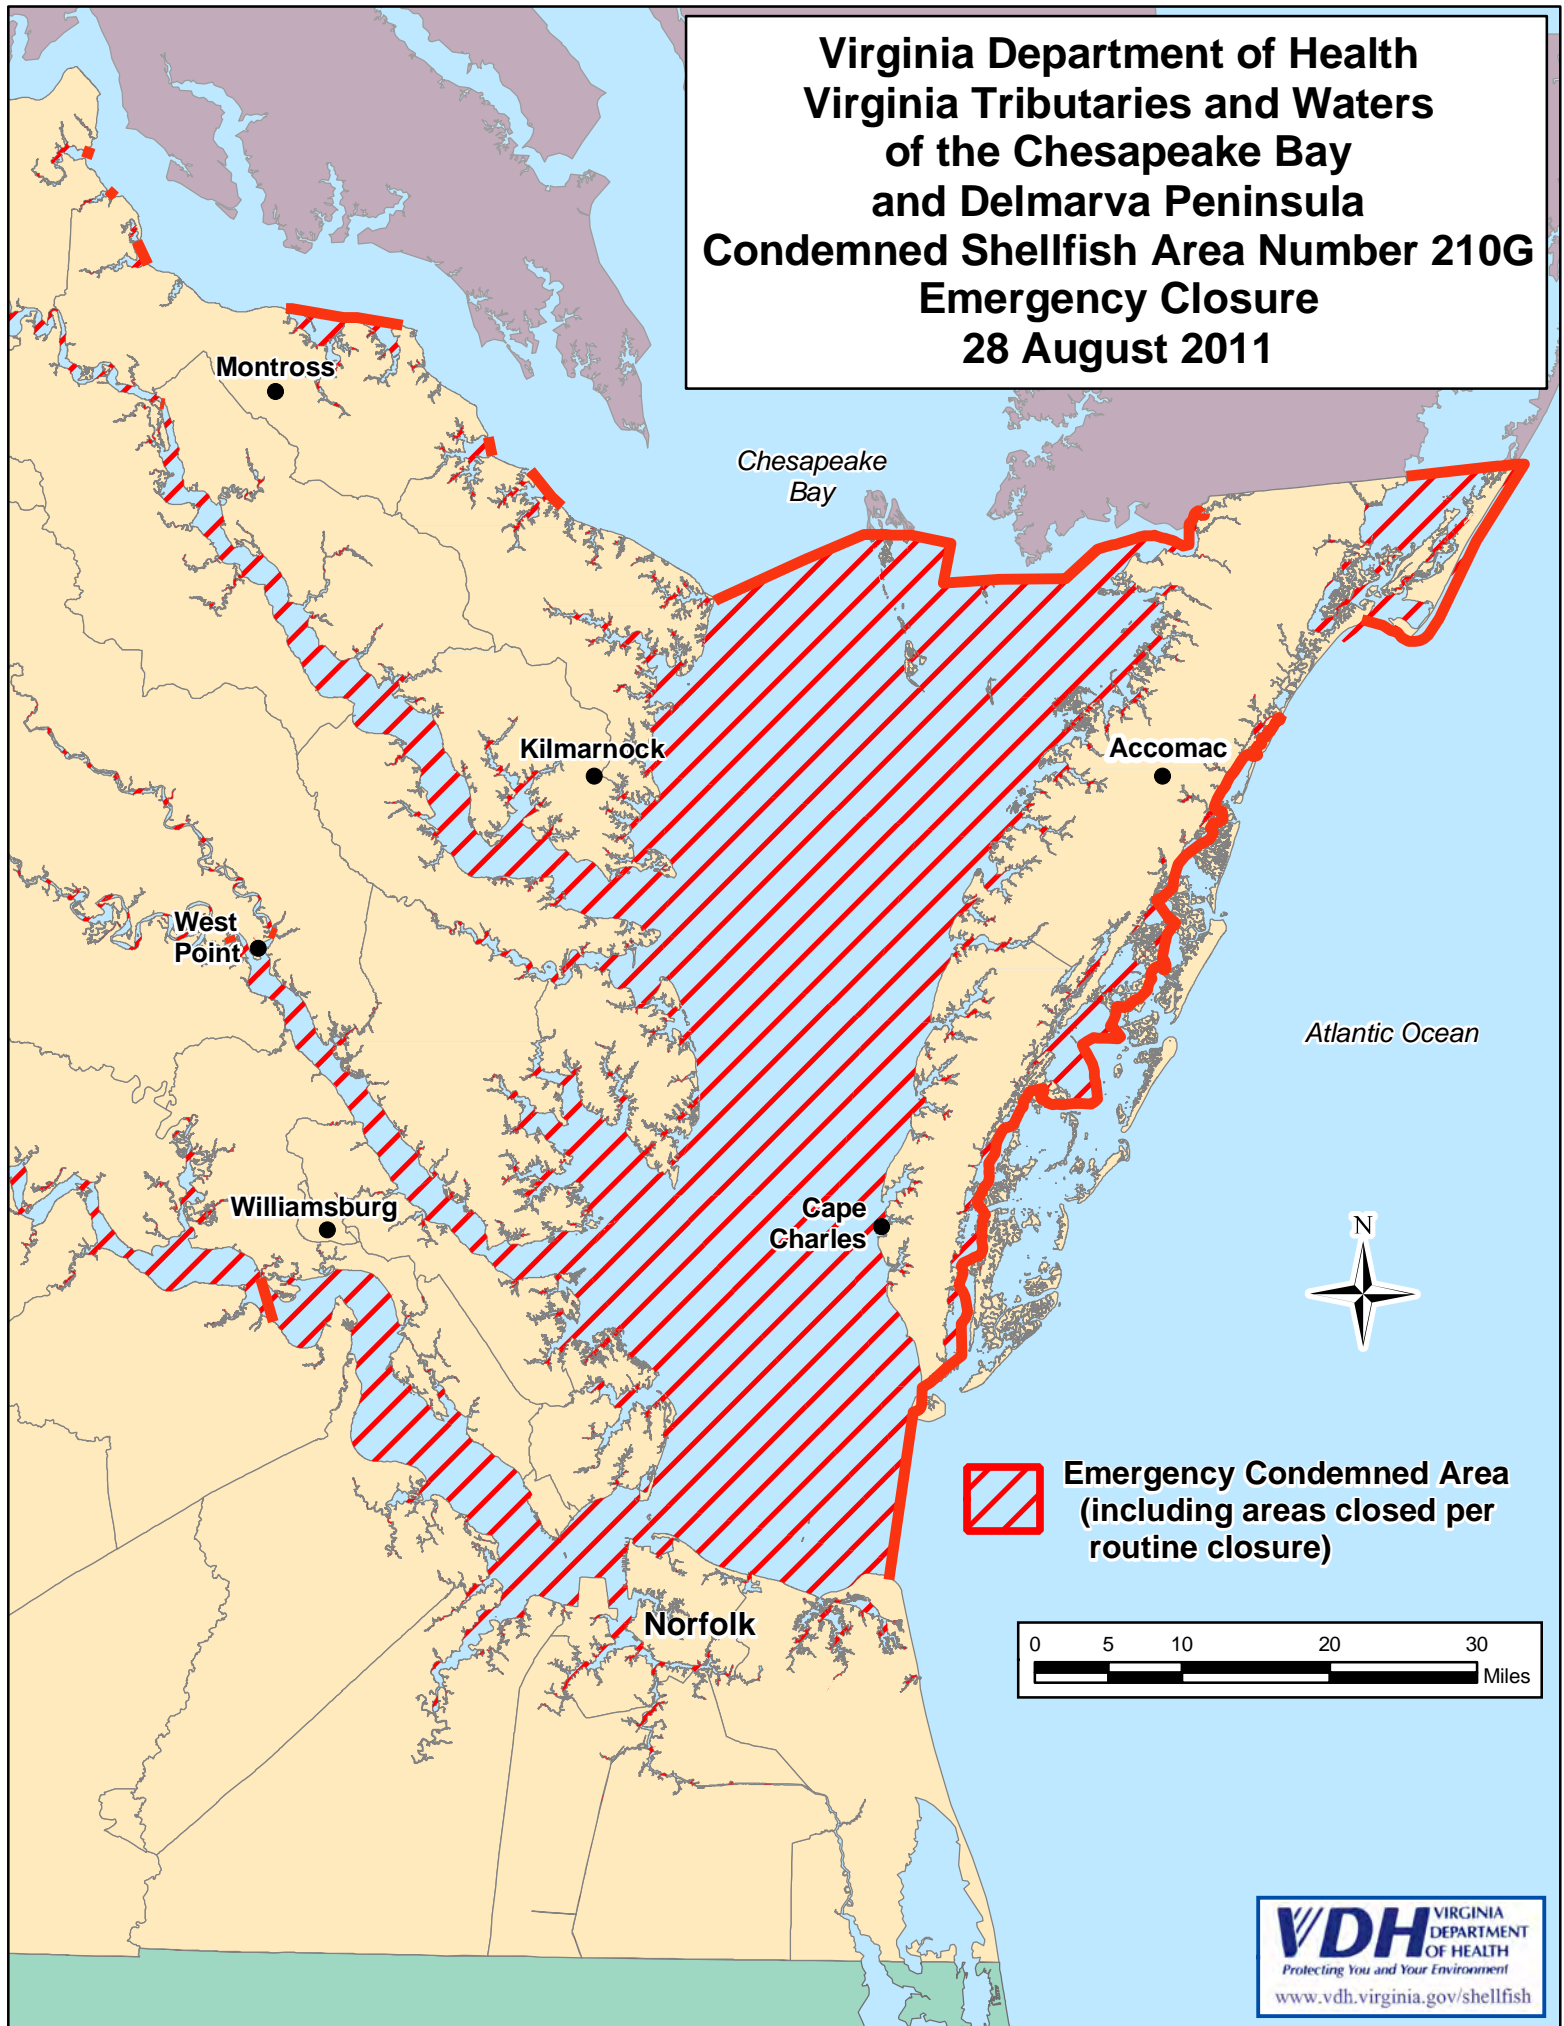 Virginia Department of Health
Virginia Tributaries and Waters
of the Chesapeake Bay
and Delmarva Peninsula
Condemned Shellfish Area Number 210G
Emergency Closure
28 August 2011
Montross
Chesapeake
Bay
Kilmarnock
Accomac
West
Point
Atlantic Ocean
Williamsburg
Cape
Charles
N
Emergency Condemned Area
(including areas closed per
routine closure)
Norfolk
0 5 10 20 30
Miles
VDH
VIRGINIA
DEPARTMENT
OF HEALTH
Protecting You and Your Environment
www.vdh.virginia.gov/shellfish